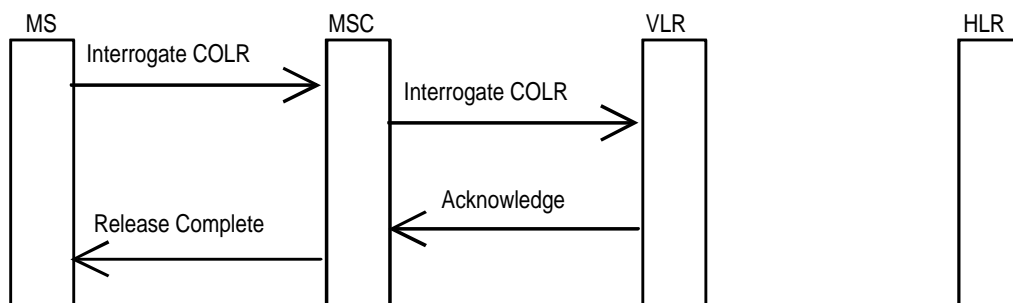 MS MSC VLR HLR
Interrogate COLR
Interrogate COLR
Acknowledge
Release Complete